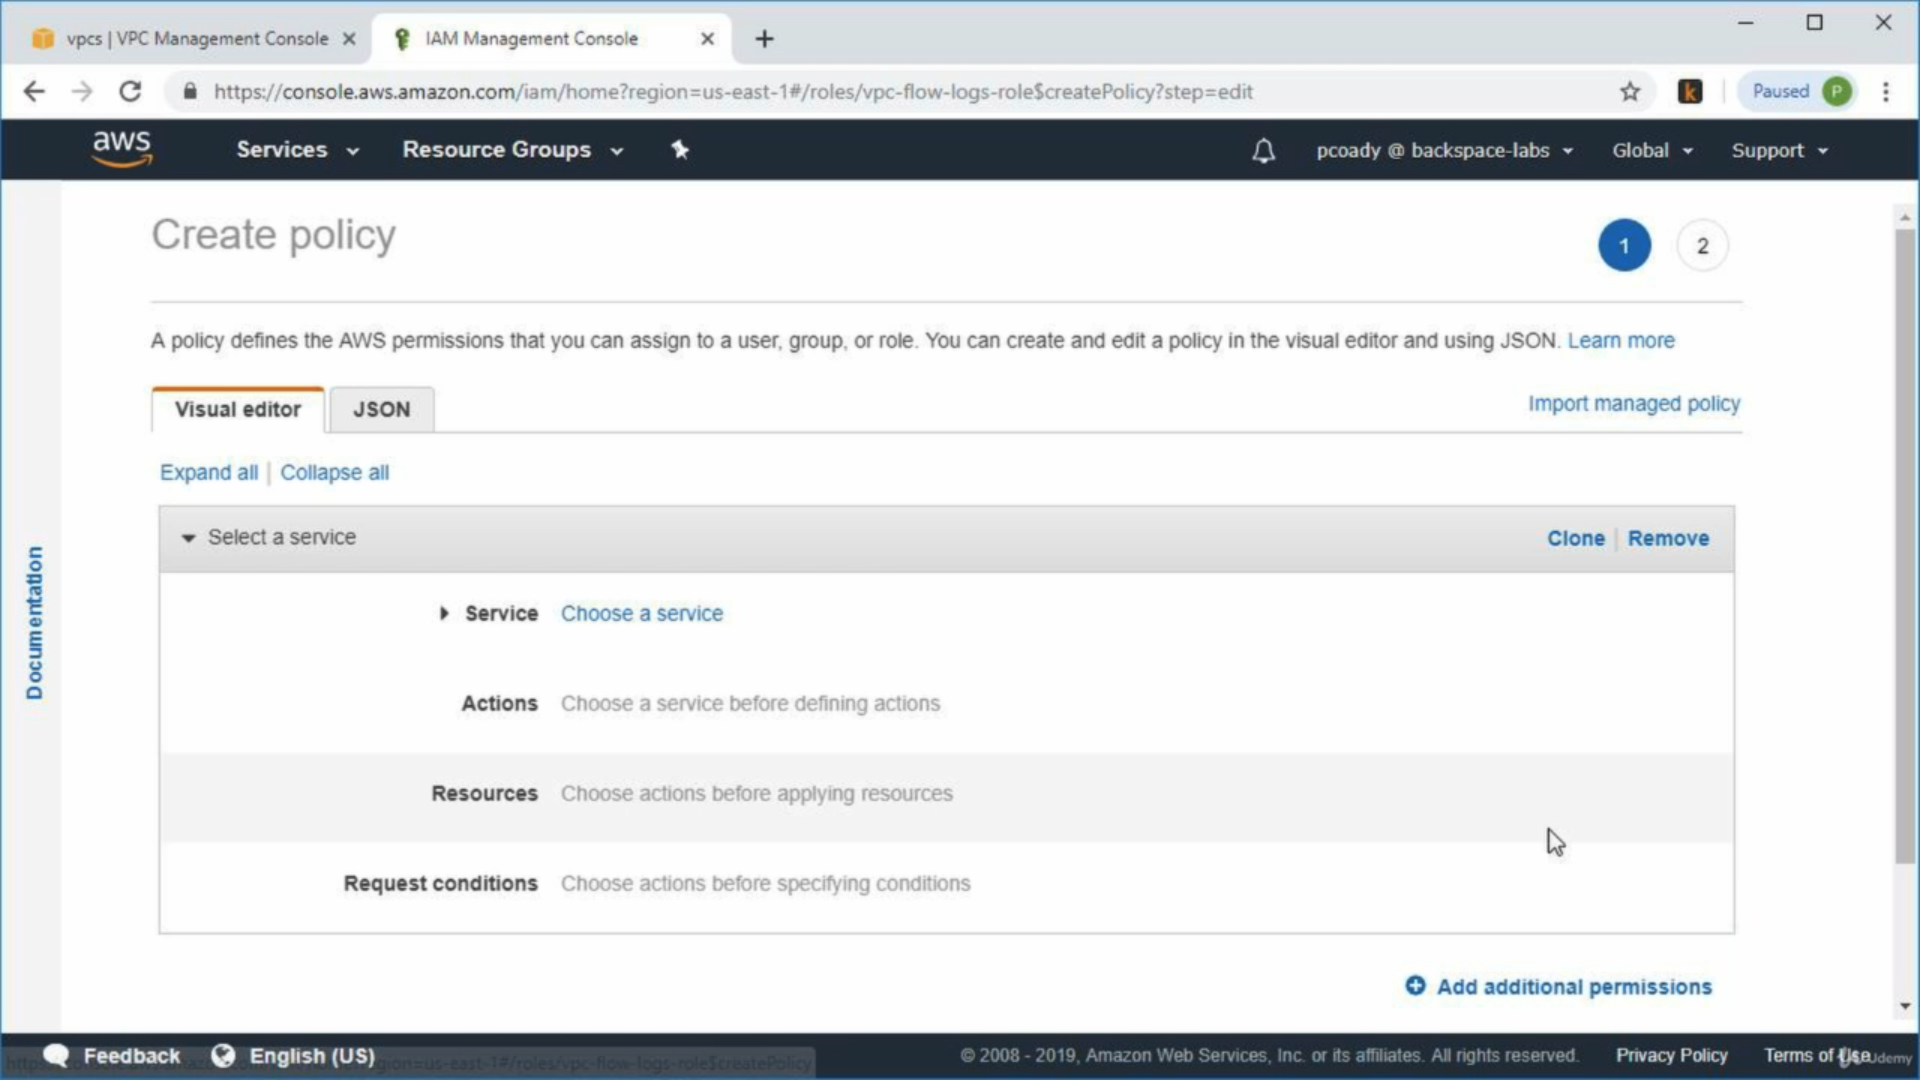 vpcs | VPC Management Console
IAM Management Console
https://console.aws.amazon.com/iam/home?region=us-east-1#/roles/vpc-flow-logs-role$createPolicy?step=edit
k
Paused
P
aws
Services
Resource Groups
pcoady @ backspace-labs
Global
Support
Create policy
1
2
A policy defines the AWS permissions that you can assign to a user, group, or role. You can create and edit a policy in the visual editor and using JSON. Learn more
Visual editor
JSON
Import managed policy
Expand all | Collapse all
Select a service
Clone
Remove
Service
Choose a service
Actions
Choose a service before defining actions
Resources
Choose actions before applying resources
Request conditions
Choose actions before specifying conditions
Add additional permissions
Documentation
Feedback
English (US)
© 2008 - 2019, Amazon Web Services, Inc. or its affiliates. All rights reserved.
Privacy Policy
Terms of Use
Udemy